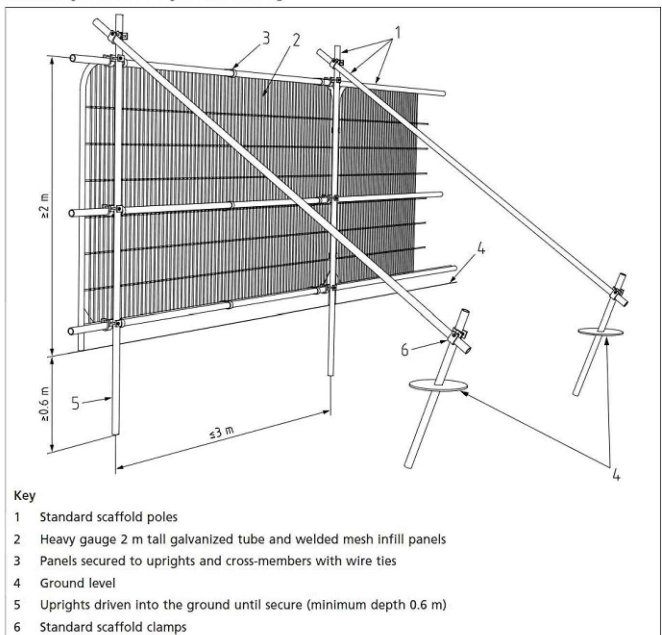 3
2
1
≥2 m
4
6
≥0.6 m
5
≤3 m
4
Key
1 Standard scaffold poles
2 Heavy gauge 2 m tall galvanized tube and welded mesh infill panels
3 Panels secured to uprights and cross-members with wire ties
4 Ground level
5 Uprights driven into the ground until secure (minimum depth 0.6 m)
6 Standard scaffold clamps